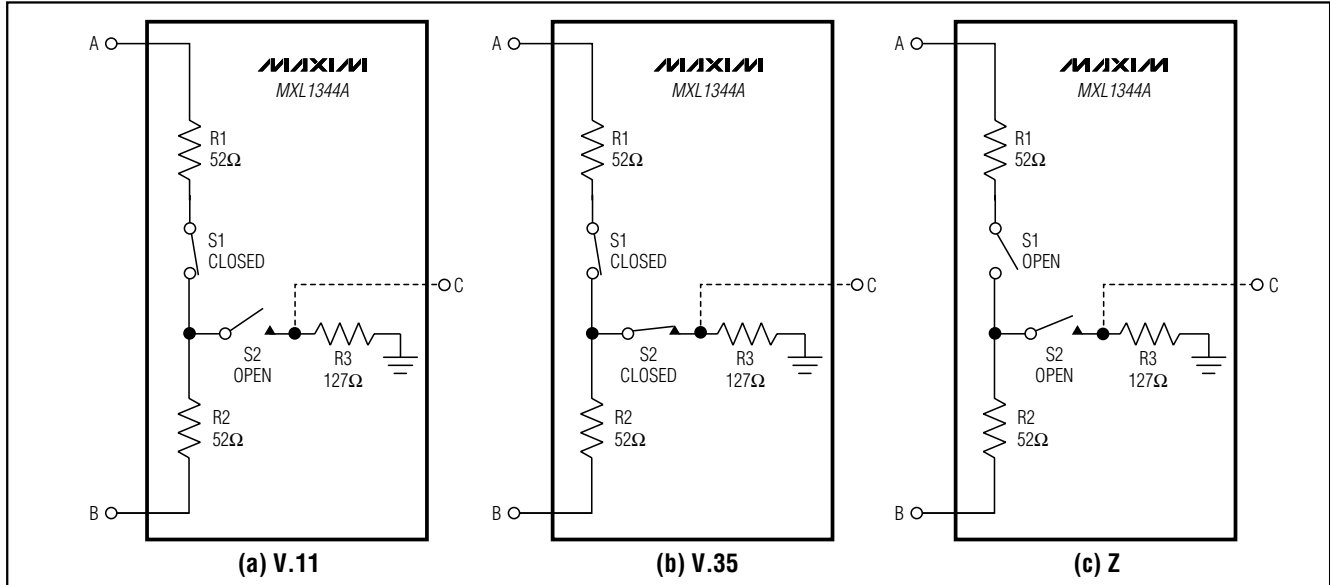 A
MAXIM
MXL1344A
R1
52Ω
S1
CLOSED
C
S2
OPEN
R3
127Ω
R2
52Ω
B
(a) V.11
A
MAXIM
MXL1344A
R1
52Ω
S1
CLOSED
C
S2
CLOSED
R3
127Ω
R2
52Ω
B
(b) V.35
A
MAXIM
MXL1344A
R1
52Ω
S1
OPEN
C
S2
OPEN
R3
127Ω
R2
52Ω
B
(c) Z